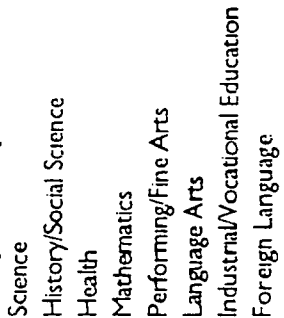 Science
History/Social Science
Health
Mathematics
Performing/Fine Arts
Language Arts
Industrial/Vocational Education
Foreign Language